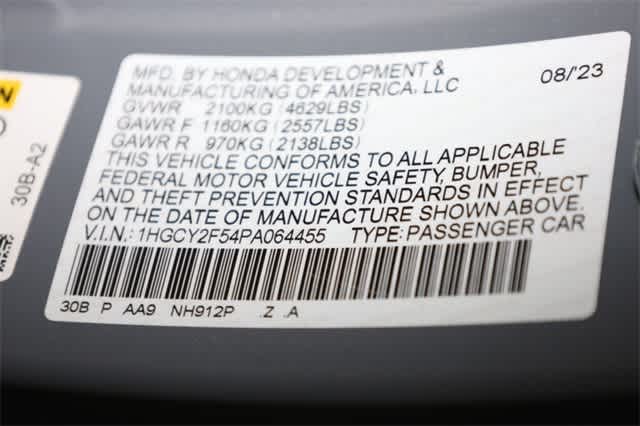 N
30B-A2
MFD. BY HONDA DEVELOPMENT &
MANUFACTURING OF AMERICA, LLC
08/'23
GVWR 2100KG (4629LBS)
GAWR F 1160KG (2557LBS)
GAWR R 970KG (2138LBS)
THIS VEHICLE CONFORMS TO ALL APPLICABLE
FEDERAL MOTOR VEHICLE SAFETY, BUMPER,
AND THEFT PREVENTION STANDARDS IN EFFECT
ON THE DATE OF MANUFACTURE SHOWN ABOVE.
V.I.N.: 1HGCY2F54PA064455 TYPE: PASSENGER CAR
30B P AA9 NH912P .Z .A